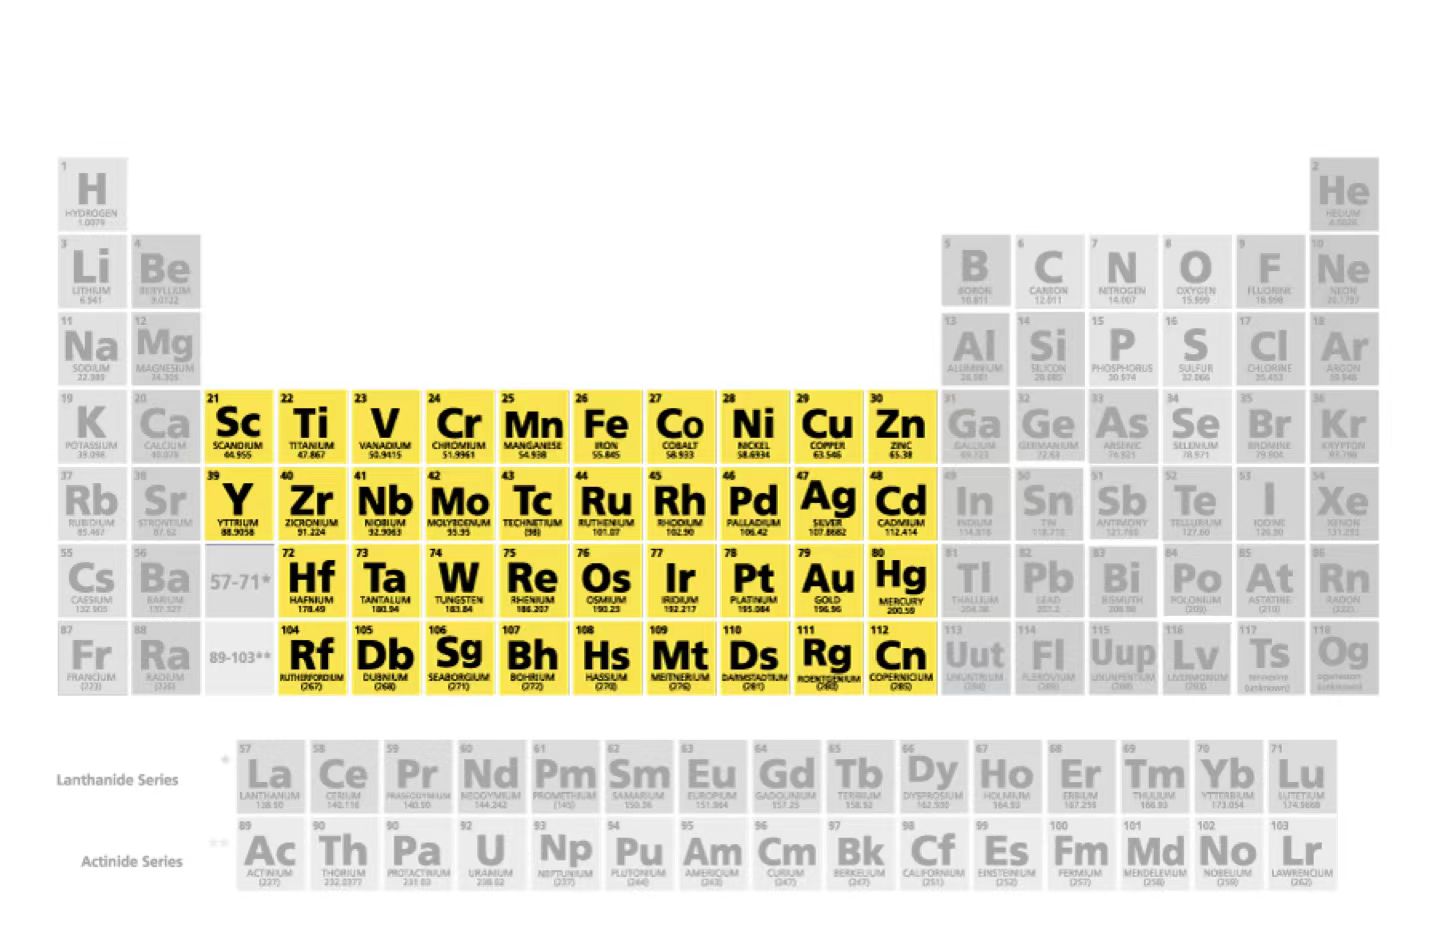 1 2
H He
HYDROGEN HELIUM
1.0079 4.0026
3 4 5 6 7 8 9 10
Li Be B C N O F Ne
LITHIUM BERYLLIUM BORON CARBON NITROGEN OXYGEN FLUORINE NEON
6.941 9.0122 10.811 12.011 14.007 15.999 18.998 20.1797
11 12 13 14 15 16 17 18
Na Mg Al Si P S Cl Ar
SODIUM MAGNESIUM ALUMINIUM SILICON PHOSPHORUS SULFUR CHLORINE ARGON
22.989 24.305 26.981 28.085 30.974 32.066 35.453 39.948
19 20 21 22 23 24 25 26 27 28 29 30 31 32 33 34 35 36
K Ca Sc Ti V Cr Mn Fe Co Ni Cu Zn Ga Ge As Se Br Kr
POTASSIUM CALCIUM SCANDIUM TITANIUM VANADIUM CHROMIUM MANGANESE IRON COBALT NICKEL COPPER ZINC GALLIUM GERMANIUM ARSENIC SELENIUM BROMINE KRYPTON
39.098 40.078 44.955 47.867 50.9415 51.9961 54.938 55.845 58.933 58.6934 63.546 65.38 69.723 72.63 74.921 78.971 79.904 83.798
37 38 39 40 41 42 43 44 45 46 47 48 49 50 51 52 53 54
Rb Sr Y Zr Nb Mo Tc Ru Rh Pd Ag Cd In Sn Sb Te I Xe
RUBIDIUM STRONTIUM YTTRIUM ZICRONIUM NIOBIUM MOLYBDENUM TECHNETIUM RUTHENIUM RHODIUM PALLADIUM SILVER CADMIUM INDIUM TIN ANTIMONY TELLURIUM IODINE XENON
85.467 87.62 88.9058 91.224 92.9063 95.95 (98) 101.07 102.90 106.42 107.8682 112.414 114.818 118.710 121.760 127.60 126.90 131.293
55 56 72 73 74 75 76 77 78 79 80 81 82 83 84 85 86
Cs Ba 57-71* Hf Ta W Re Os Ir Pt Au Hg Tl Pb Bi Po At Rn
CAESIUM BARIUM HAFNIUM TANTALUM TUNGSTEN RHENIUM OSMIUM IRIDIUM PLATINUM GOLD MERCURY THALLIUM LEAD BISMUTH POLONIUM ASTATINE RADON
132.905 137.327 178.49 180.94 183.84 186.207 190.23 192.217 195.084 196.96 200.59 204.38 207.2 208.98 (209) (210) (222)
87 88 104 105 106 107 108 109 110 111 112 113 114 115 116 117 118
Fr Ra 89-103** Rf Db Sg Bh Hs Mt Ds Rg Cn Uut Fl Uup Lv Ts Og
FRANCIUM RADIUM RUTHERFORDIUM DUBNIUM SEABORGIUM BOHRIUM HASSIUM MEITNERIUM DARMSTADTIUM ROENTGENIUM COPERNICIUM UNUNTRIUM FLEROVIUM UNUNPENTIUM LIVERMORIUM tennessine oganesson
(223) (226) (267) (268) (271) (272) (270) (276) (281) (280) (285) (284) (289) (288) (293) (unknown) (unknown)
* 57 58 59 60 61 62 63 64 65 66 67 68 69 70 71
Lanthanide Series La Ce Pr Nd Pm Sm Eu Gd Tb Dy Ho Er Tm Yb Lu
LANTHANUM CERIUM PRASEODYMIUM NEODYMIUM PROMETHIUM SAMARIUM EUROPIUM GADOLINIUM TERBIUM DYSPROSIUM HOLMIUM ERBIUM THULIUM YTTERBIUM LUTETIUM
138.90 140.116 140.90 144.242 (145) 150.36 151.964 157.25 158.92 162.500 164.93 167.259 168.93 173.054 174.9668
** 89 90 90 92 93 94 95 96 97 98 99 100 101 102 103
Actinide Series Ac Th Pa U Np Pu Am Cm Bk Cf Es Fm Md No Lr
ACTINIUM THORIUM PROTACTINIUM URANIUM NEPTUNIUM PLUTONIUM AMERICIUM CURIUM BERKELIUM CALIFORNIUM EINSTEINIUM FERMIUM MENDELEVIUM NOBELIUM LAWRENCIUM
(227) 232.0377 231.03 238.02 (237) (244) (243) (247) (247) (251) (252) (257) (258) (259) (262)